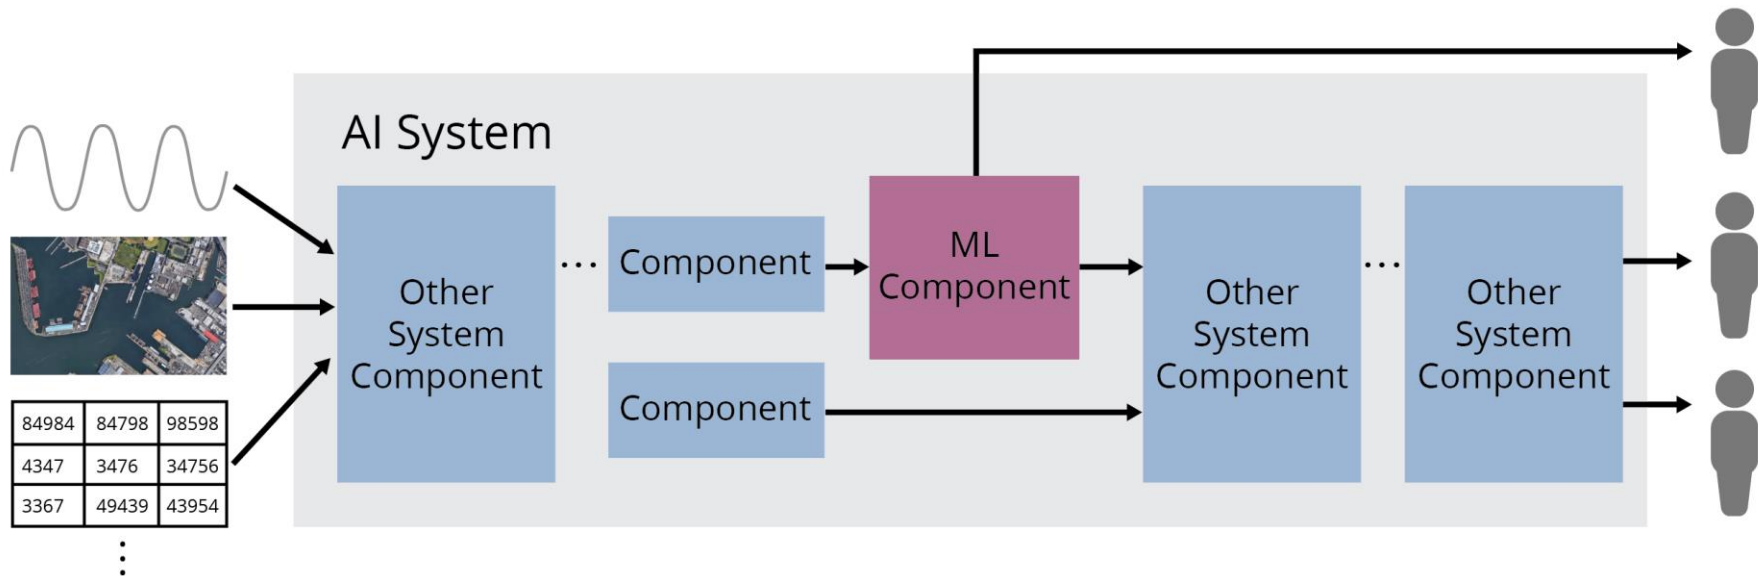 AI System
Other
System
Component
...
Component
Component
ML
Component
Other
System
Component
...
Other
System
Component
84984 84798 98598
4347 3476 34756
3367 49439 43954